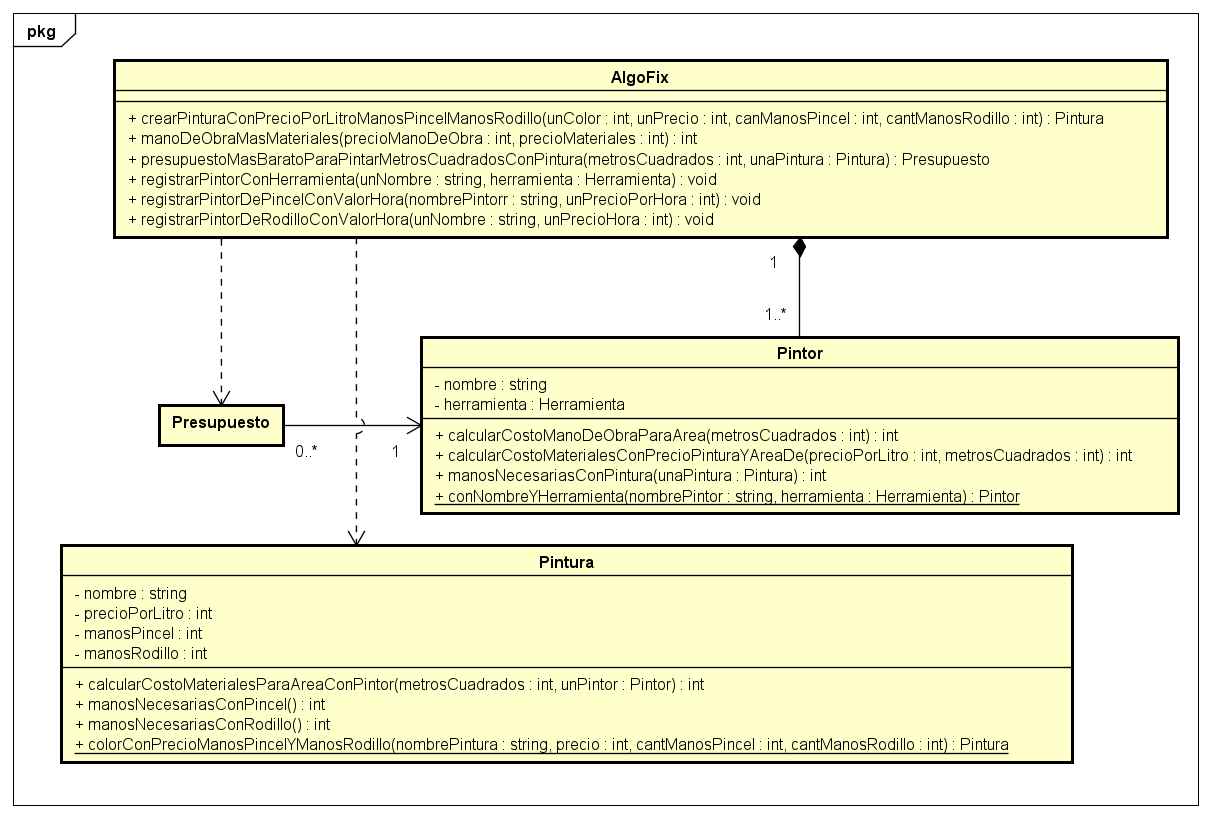 pkg
AlgoFix
+ crearPinturaConPrecioPorLitroManosPincelManosRodillo(unColor : int, unPrecio : int, canManosPincel : int, cantManosRodillo : int) : Pintura
+ manoDeObraMasMateriales(precioManoDeObra : int, precioMateriales : int) : int
+ presupuestoMasBaratoParaPintarMetrosCuadradosConPintura(metrosCuadrados : int, unaPintura : Pintura) : Presupuesto
+ registrarPintorConHerramienta(unNombre : string, herramienta : Herramienta) : void
+ registrarPintorDePincelConValorHora(nombrePintorr : string, unPrecioPorHora : int) : void
+ registrarPintorDeRodilloConValorHora(unNombre : string, unPrecioHora : int) : void
1
1..*
Pintor
- nombre : string
- herramienta : Herramienta
+ calcularCostoManoDeObraParaArea(metrosCuadrados : int) : int
+ calcularCostoMaterialesConPrecioPinturaYAreaDe(precioPorLitro : int, metrosCuadrados : int) : int
+ manosNecesariasConPintura(unaPintura : Pintura) : int
+ conNombreYHerramienta(nombrePintor : string, herramienta : Herramienta) : Pintor
Presupuesto
0..*
1
Pintura
- nombre : string
- precioPorLitro : int
- manosPincel : int
- manosRodillo : int
+ calcularCostoMaterialesParaAreaConPintor(metrosCuadrados : int, unPintor : Pintor) : int
+ manosNecesariasConPincel() : int
+ manosNecesariasConRodillo() : int
+ colorConPrecioManosPincelYManosRodillo(nombrePintura : string, precio : int, cantManosPincel : int, cantManosRodillo : int) : Pintura